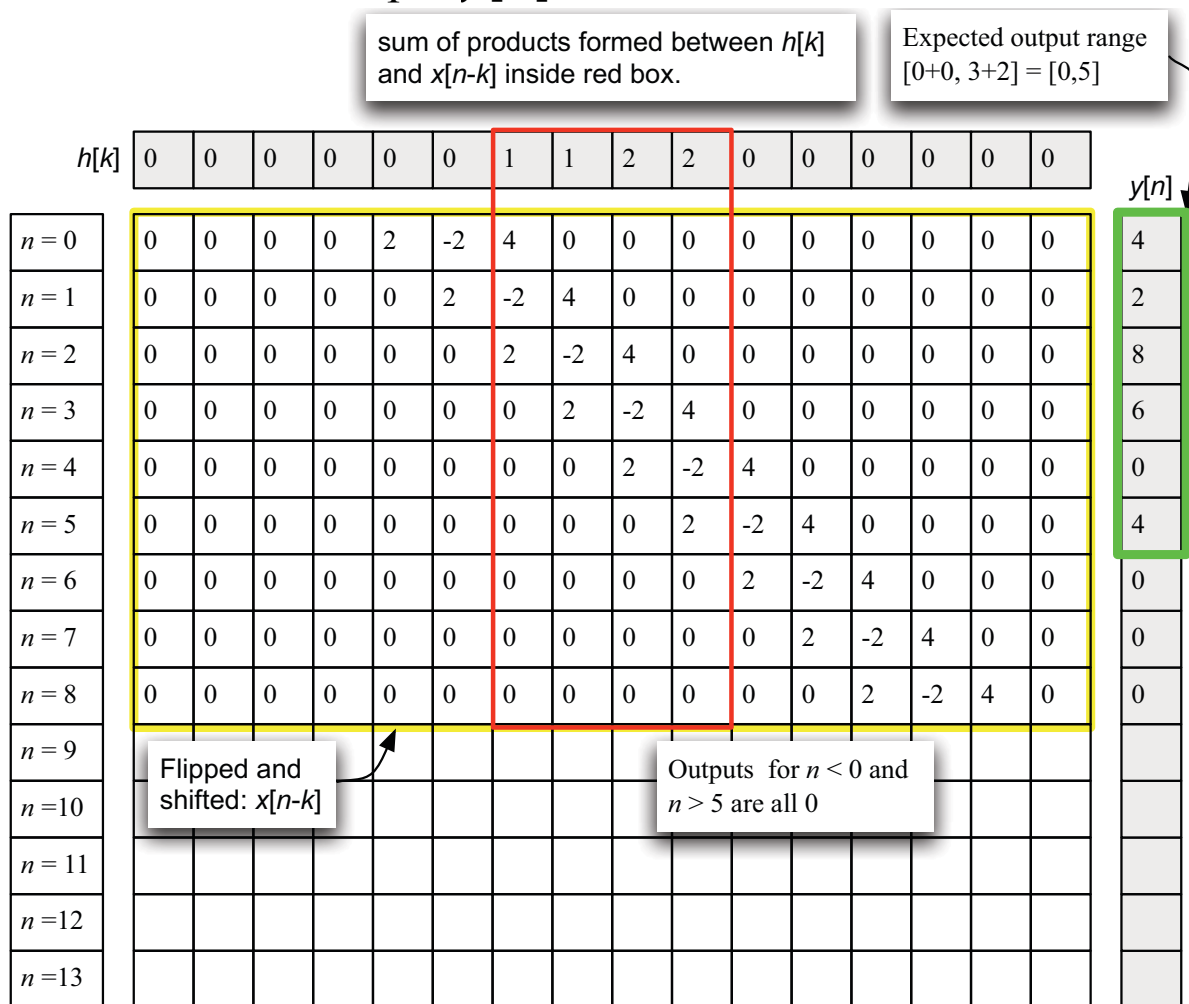 sum of products formed between h[k]
and x[n-k] inside red box.
Expected output range
[0+0, 3+2] = [0,5]
h[k] 0 0 0 0 0 0 1 1 2 2 0 0 0 0 0 0
y[n]
n = 0 0 0 0 0 2 -2 4 0 0 0 0 0 0 0 0 0 4
n = 1 0 0 0 0 0 2 -2 4 0 0 0 0 0 0 0 0 2
n = 2 0 0 0 0 0 0 2 -2 4 0 0 0 0 0 0 0 8
n = 3 0 0 0 0 0 0 0 2 -2 4 0 0 0 0 0 0 6
n = 4 0 0 0 0 0 0 0 0 2 -2 4 0 0 0 0 0 0
n = 5 0 0 0 0 0 0 0 0 0 2 -2 4 0 0 0 0 4
n = 6 0 0 0 0 0 0 0 0 0 0 2 -2 4 0 0 0 0
n = 7 0 0 0 0 0 0 0 0 0 0 0 2 -2 4 0 0 0
n = 8 0 0 0 0 0 0 0 0 0 0 0 0 2 -2 4 0 0
n = 9
Flipped and
shifted: x[n-k]
Outputs for n < 0 and
n > 5 are all 0
n =10
n = 11
n =12
n =13